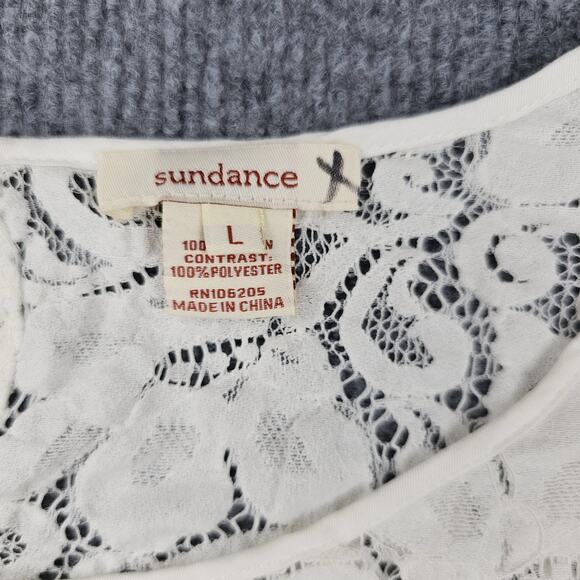 sundance X
L
100
CONTRAST:
100%POLYESTER
RN106205
MADE IN CHINA